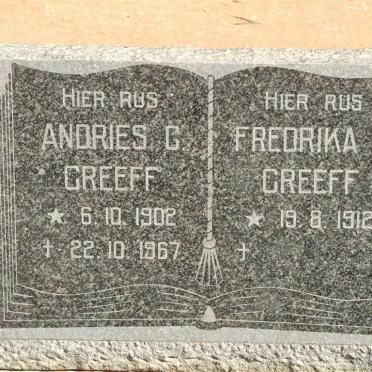 HIER RUS
ANDRIES C
GREEFF
* 6.10.1902
† 22.10.1967
HIER RUS
FREDRIKA
GREEFF
* 19.8.1912
†